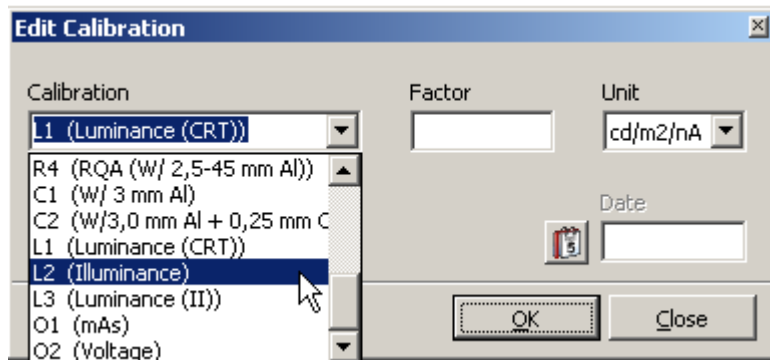 Edit Calibration
Calibration
Factor
Unit
L1 (Luminance (CRT))
cd/m2/nA
R4 (RQA (W/ 2,5-45 mm Al))
C1 (W/ 3 mm Al)
C2 (W/3,0 mm Al + 0,25 mm C
Date
L1 (Luminance (CRT))
5
L2 (Illuminance)
L3 (Luminance (II))
O1 (mAs)
O2 (Voltage)
OK
Close